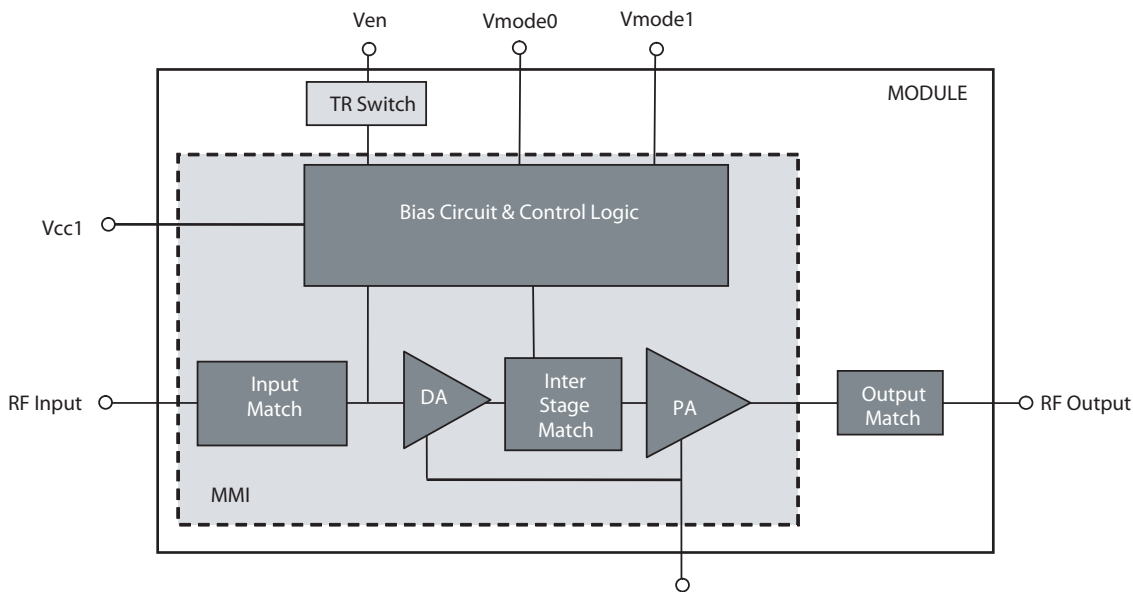 Ven
Vmode0
Vmode1
MODULE
TR Switch
Bias Circuit & Control Logic
Vcc1
RF Input
Input
Match
DA
Inter
Stage
Match
PA
Output
Match
RF Output
MMI